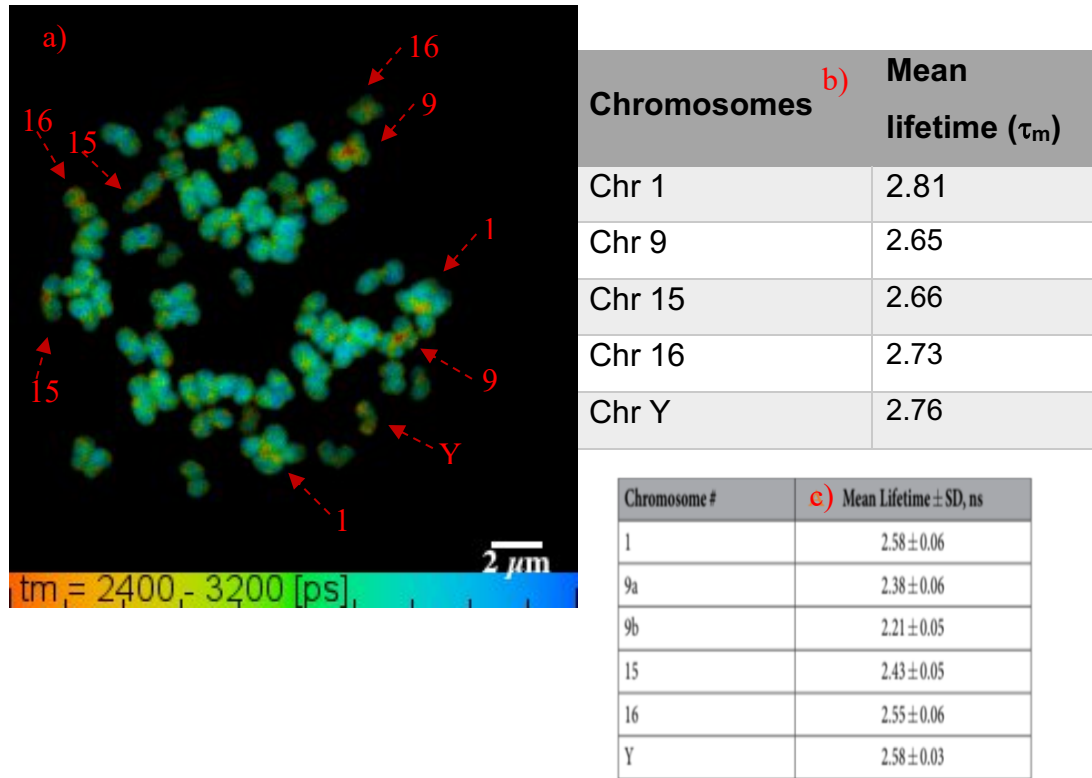 a)
16
9
16
15
1
15
9
Y
1
2 μm
tm = 2400 - 3200 [ps]
b)
Chromosomes Mean lifetime (τm)
Chr 1 2.81
Chr 9 2.65
Chr 15 2.66
Chr 16 2.73
Chr Y 2.76
c)
Chromosome # Mean Lifetime ± SD, ns
1 2.58 ± 0.06
9a 2.38 ± 0.06
9b 2.21 ± 0.05
15 2.43 ± 0.05
16 2.55 ± 0.06
Y 2.58 ± 0.03